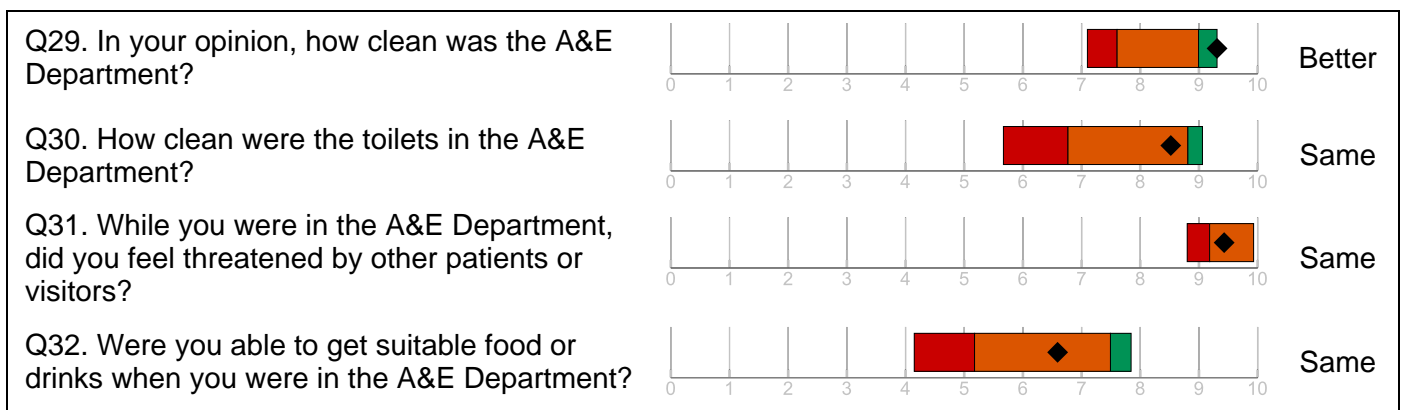 Q29. In your opinion, how clean was the A&E
Department?
Better
0 1 2 3 4 5 6 7 8 9 10
Q30. How clean were the toilets in the A&E
Department?
Same
0 1 2 3 4 5 6 7 8 9 10
Q31. While you were in the A&E Department,
did you feel threatened by other patients or
visitors?
Same
0 1 2 3 4 5 6 7 8 9 10
Q32. Were you able to get suitable food or
drinks when you were in the A&E Department?
Same
0 1 2 3 4 5 6 7 8 9 10